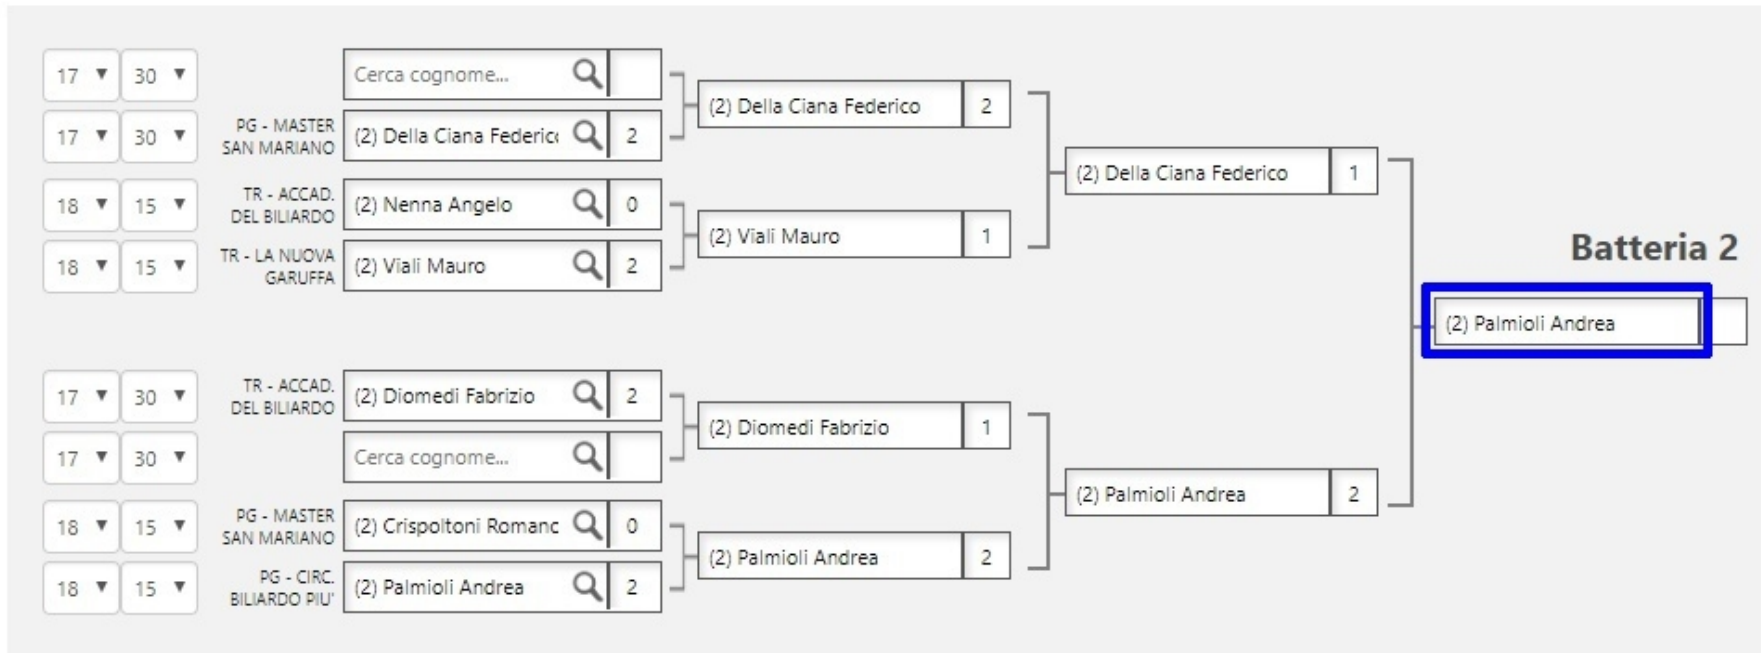 17 30 Cerca cognome...
17 30 PG - MASTER SAN MARIANO (2) Della Ciana Federico 2
(2) Della Ciana Federico 2
18 15 TR - ACCAD. DEL BILIARDO (2) Nenna Angelo 0
18 15 TR - LA NUOVA GARUFFA (2) Viali Mauro 2
(2) Viali Mauro 1
(2) Della Ciana Federico 1
Batteria 2
(2) Palmioli Andrea
17 30 TR - ACCAD. DEL BILIARDO (2) Diomedi Fabrizio 2
17 30 Cerca cognome...
(2) Diomedi Fabrizio 1
18 15 PG - MASTER SAN MARIANO (2) Crispoltoni Romano 0
18 15 PG - CIRC. BILIARDO PIU' (2) Palmioli Andrea 2
(2) Palmioli Andrea 2
(2) Palmioli Andrea 2